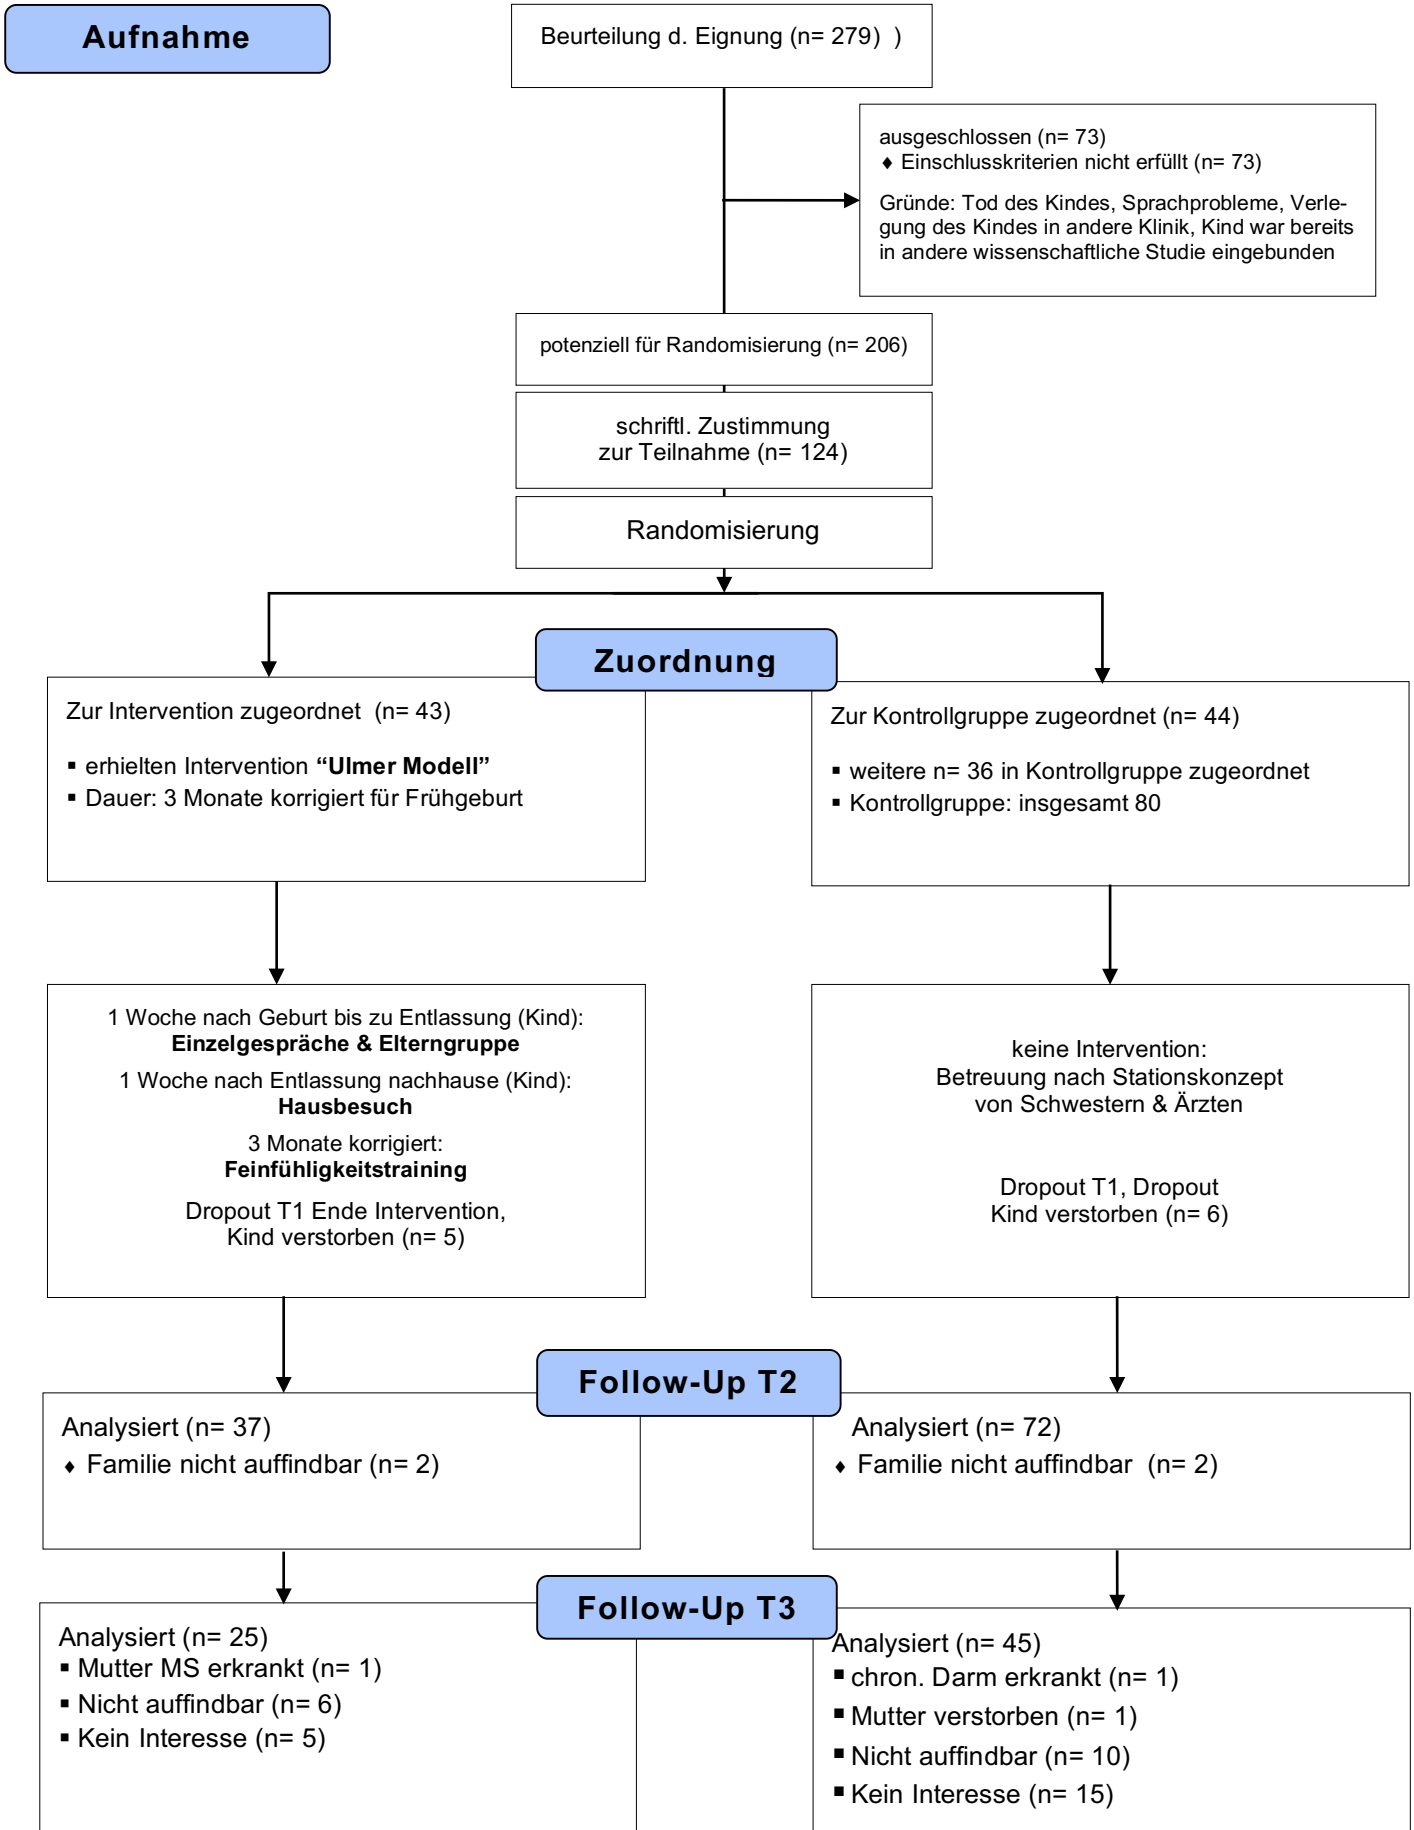 Aufnahme
Beurteilung d. Eignung (n= 279) )
ausgeschlossen (n= 73)
♦ Einschlusskriterien nicht erfüllt (n= 73)
Gründe: Tod des Kindes, Sprachprobleme, Verle-
gung des Kindes in andere Klinik, Kind war bereits
in andere wissenschaftliche Studie eingebunden
potenziell für Randomisierung (n= 206)
schriftl. Zustimmung
zur Teilnahme (n= 124)
Randomisierung
Zuordnung
Zur Intervention zugeordnet (n= 43)
▪ erhielten Intervention “Ulmer Modell”
▪ Dauer: 3 Monate korrigiert für Frühgeburt
Zur Kontrollgruppe zugeordnet (n= 44)
▪ weitere n= 36 in Kontrollgruppe zugeordnet
▪ Kontrollgruppe: insgesamt 80
1 Woche nach Geburt bis zu Entlassung (Kind):
Einzelgespräche & Elterngruppe
1 Woche nach Entlassung nachhause (Kind):
Hausbesuch
3 Monate korrigiert:
Feinfühligkeitstraining
Dropout T1 Ende Intervention,
Kind verstorben (n= 5)
keine Intervention:
Betreuung nach Stationskonzept
von Schwestern & Ärzten
Dropout T1, Dropout
Kind verstorben (n= 6)
Follow-Up T2
Analysiert (n= 37)
♦ Familie nicht auffindbar (n= 2)
Analysiert (n= 72)
♦ Familie nicht auffindbar (n= 2)
Follow-Up T3
Analysiert (n= 25)
▪ Mutter MS erkrankt (n= 1)
▪ Nicht auffindbar (n= 6)
▪ Kein Interesse (n= 5)
Analysiert (n= 45)
▪ chron. Darm erkrankt (n= 1)
▪ Mutter verstorben (n= 1)
▪ Nicht auffindbar (n= 10)
▪ Kein Interesse (n= 15)